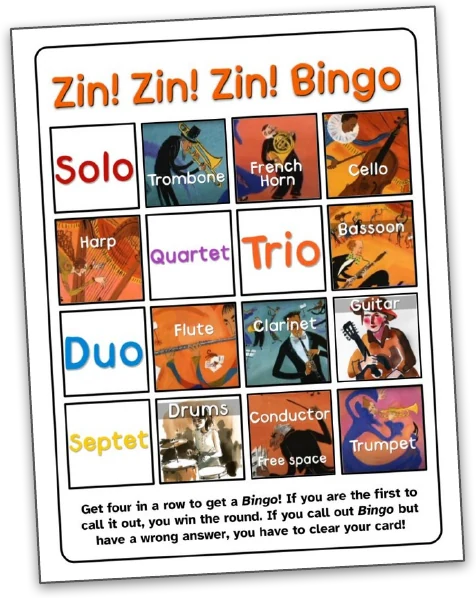 Zin! Zin! Zin! Bingo
Solo
Trombone
French
Horn
Cello
Harp
Quartet
Trio
Bassoon
Duo
Flute
Clarinet
Guitar
Septet
Drums
Conductor
Free space
Trumpet
Get four in a row to get a Bingo! If you are the first to
call it out, you win the round. If you call out Bingo but
have a wrong answer, you have to clear your card!